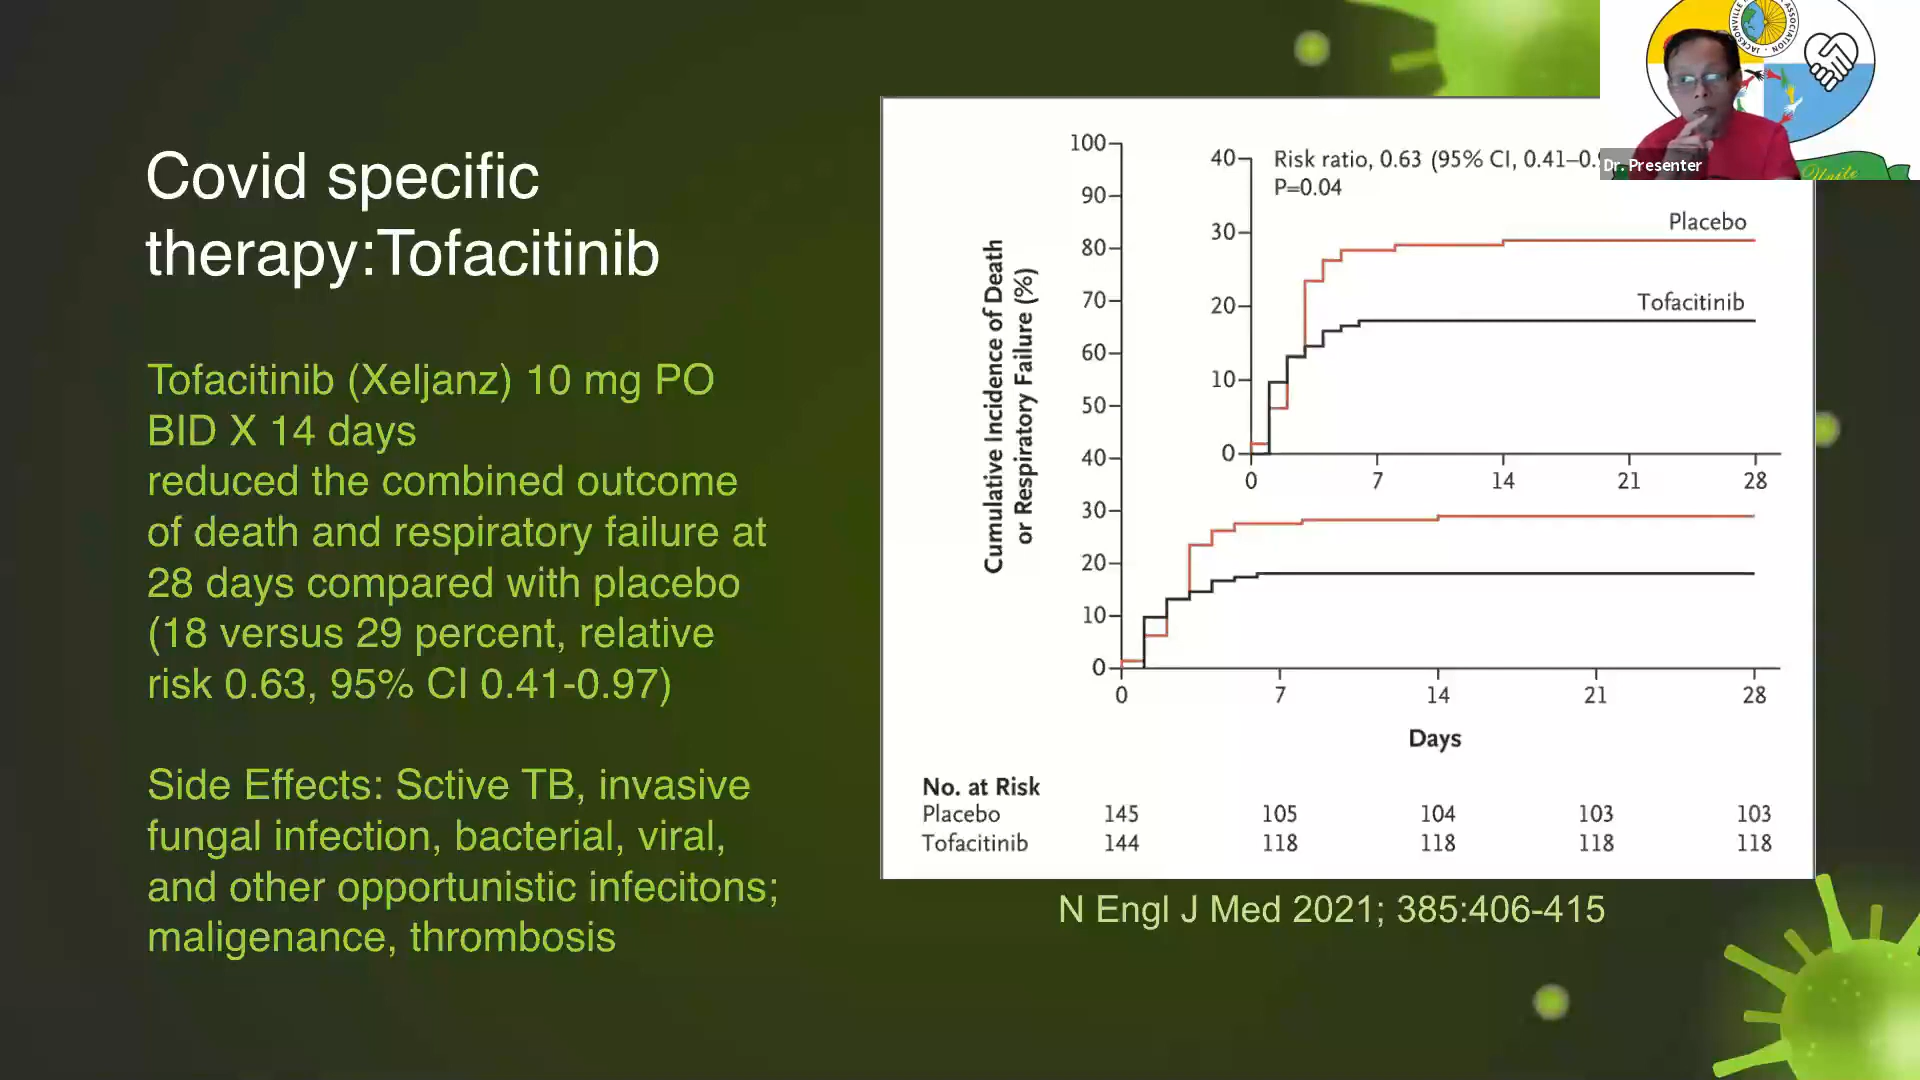 Covid specific
therapy:Tofacitinib
Tofacitinib (Xeljanz) 10 mg PO
BID X 14 days
reduced the combined outcome
of death and respiratory failure at
28 days compared with placebo
(18 versus 29 percent, relative
risk 0.63, 95% CI 0.41-0.97)
Side Effects: Sctive TB, invasive
fungal infection, bacterial, viral,
and other opportunistic infecitons;
maligenance, thrombosis
Cumulative Incidence of Death
or Respiratory Failure (%)
100
90
80
70
60
50
40
30
20
10
0
0 7 14 21 28
Days
Risk ratio, 0.63 (95% CI, 0.41–0.
P=0.04
40
30
20
10
0
Placebo
Tofacitinib
0 7 14 21 28
No. at Risk
Placebo 145 105 104 103 103
Tofacitinib 144 118 118 118 118
N Engl J Med 2021; 385:406-415
Dr. Presenter
JACKSONVILLE
ASSOCIATION
Unite